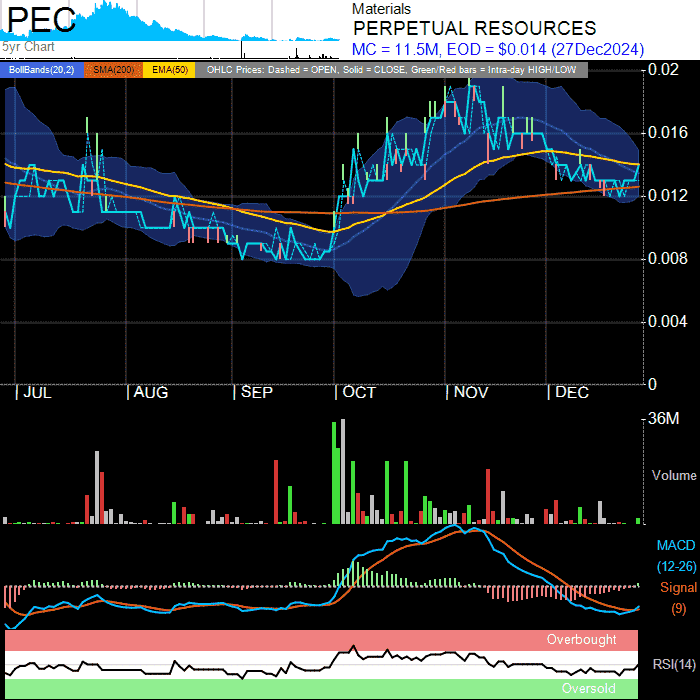 PEC
5yr Chart
Materials
PERPETUAL RESOURCES
MC = 11.5M, EOD = $0.014 (27Dec2024)
BollBands(20,2) SMA(200) EMA(50) OHLC Prices: Dashed = OPEN, Solid = CLOSE, Green/Red bars = Intra-day HIGH/LOW
0.02
0.016
0.012
0.008
0.004
0
JUL AUG SEP OCT NOV DEC
36M
Volume
MACD
(12-26)
Signal
(9)
Overbought
RSI(14)
Oversold